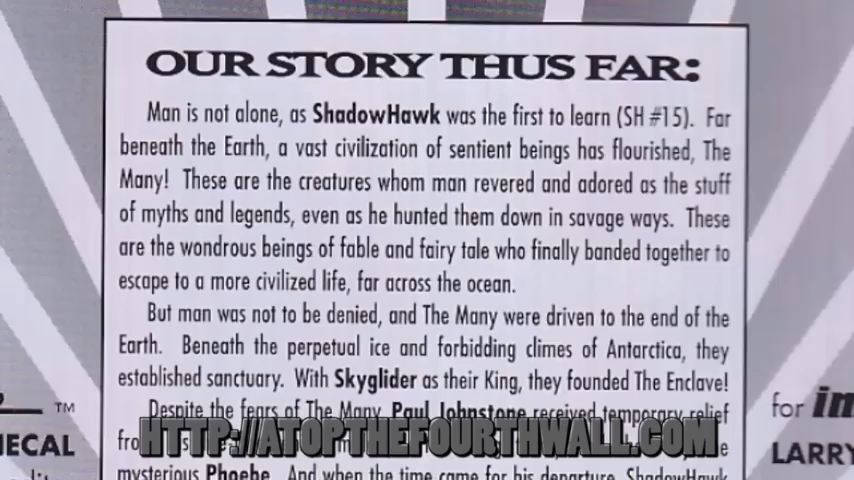 OUR STORY THUS FAR:
Man is not alone, as ShadowHawk was the first to learn (SH #15). Far
beneath the Earth, a vast civilization of sentient beings has flourished, The
Many! These are the creatures whom man revered and adored as the stuff
of myths and legends, even as he hunted them down in savage ways. These
are the wondrous beings of fable and fairy tale who finally banded together to
escape to a more civilized life, far across the ocean.
But man was not to be denied, and The Many were driven to the end of the
Earth. Beneath the perpetual ice and forbidding climes of Antarctica, they
established sanctuary. With Skyglider as their King, they founded The Enclave!
Despite the fears of The Many, Paul Johnstone received temporary relief
HTTP://ATOPTHEFOURTHWALL.COM
mysterious Phoebe. And when the time came for his departure, ShadowHawk
TM
for
LARRY